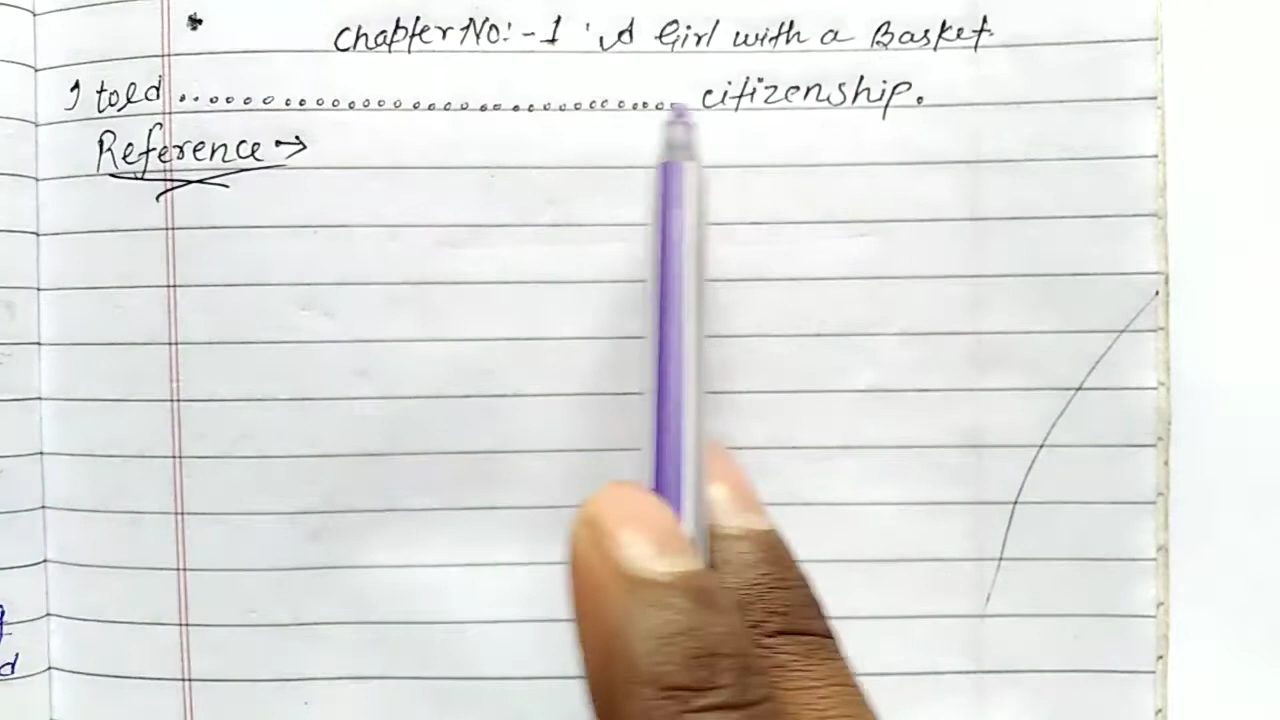 Chapter No:-1 'A Girl with a Basket.
I told ........................................ citizenship.
Reference →
d